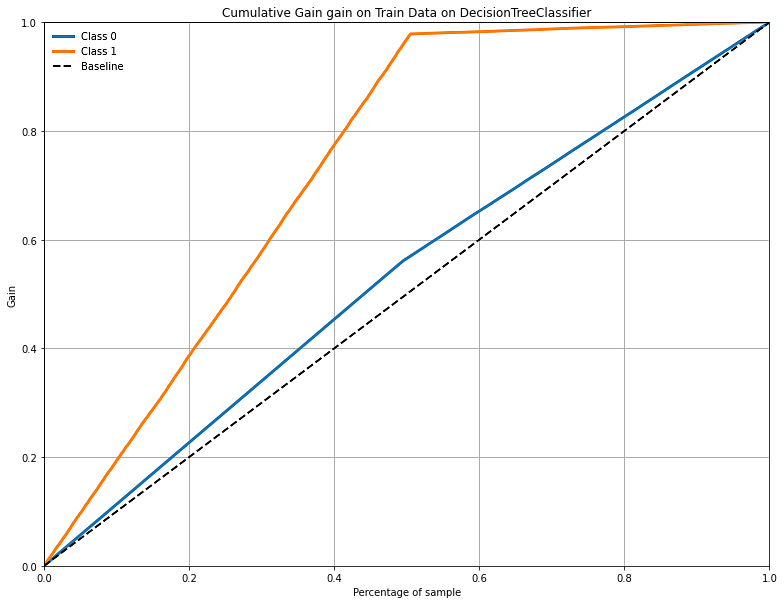 Cumulative Gain gain on Train Data on DecisionTreeClassifier
Class 0
Class 1
Baseline
Gain
1.0
0.8
0.6
0.4
0.2
0.0
0.0 0.2 0.4 0.6 0.8 1.0
Percentage of sample